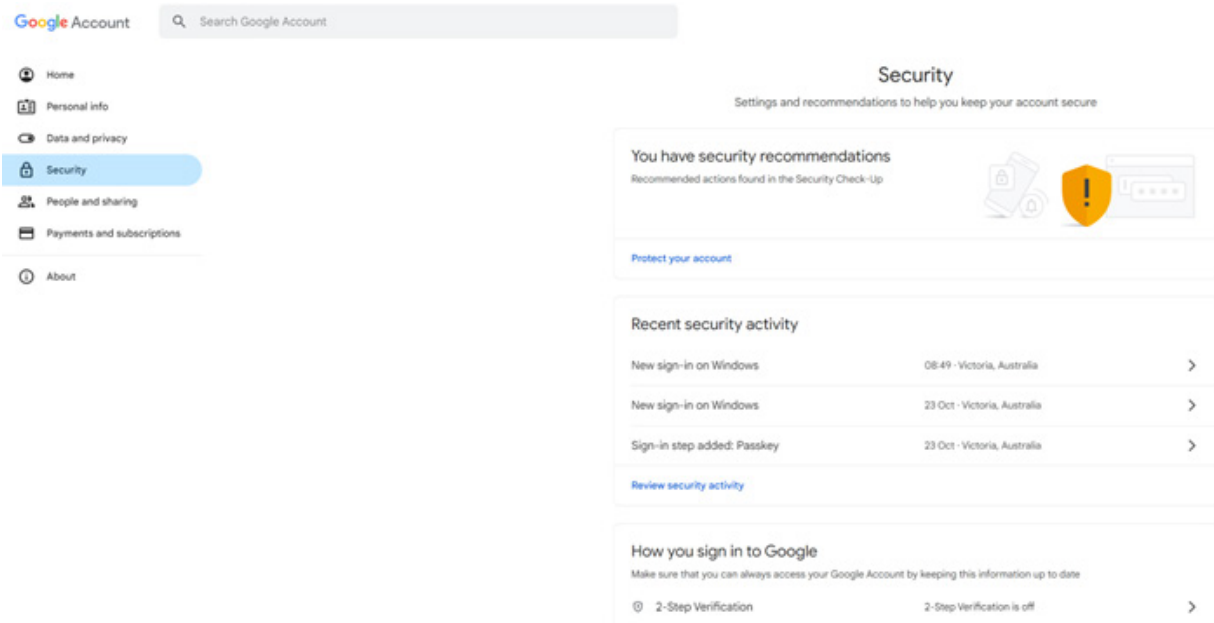 Google Account
Search Google Account
Home
Personal info
Data and privacy
Security
People and sharing
Payments and subscriptions
About
Security
Settings and recommendations to help you keep your account secure
You have security recommendations
Recommended actions found in the Security Check-Up
Protect your account
Recent security activity
New sign-in on Windows 08:49 · Victoria, Australia
New sign-in on Windows 23 Oct · Victoria, Australia
Sign-in step added: Passkey 23 Oct · Victoria, Australia
Review security activity
How you sign in to Google
Make sure that you can always access your Google Account by keeping this information up to date
2-Step Verification 2-Step Verification is off